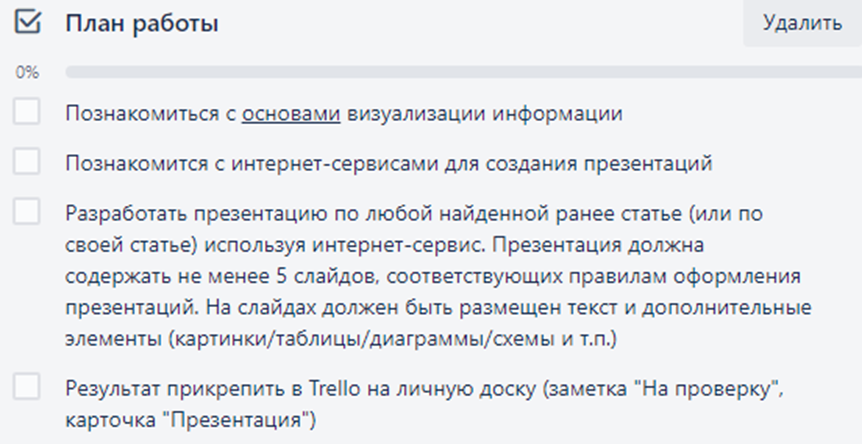 План работы
Удалить
0%
Познакомиться с основами визуализации информации
Познакомится с интернет-сервисами для создания презентаций
Разработать презентацию по любой найденной ранее статье (или по
своей статье) используя интернет-сервис. Презентация должна
содержать не менее 5 слайдов, соответствующих правилам оформления
презентаций. На слайдах должен быть размещен текст и дополнительные
элементы (картинки/таблицы/диаграммы/схемы и т.п.)
Результат прикрепить в Trello на личную доску (заметка "На проверку",
карточка "Презентация")